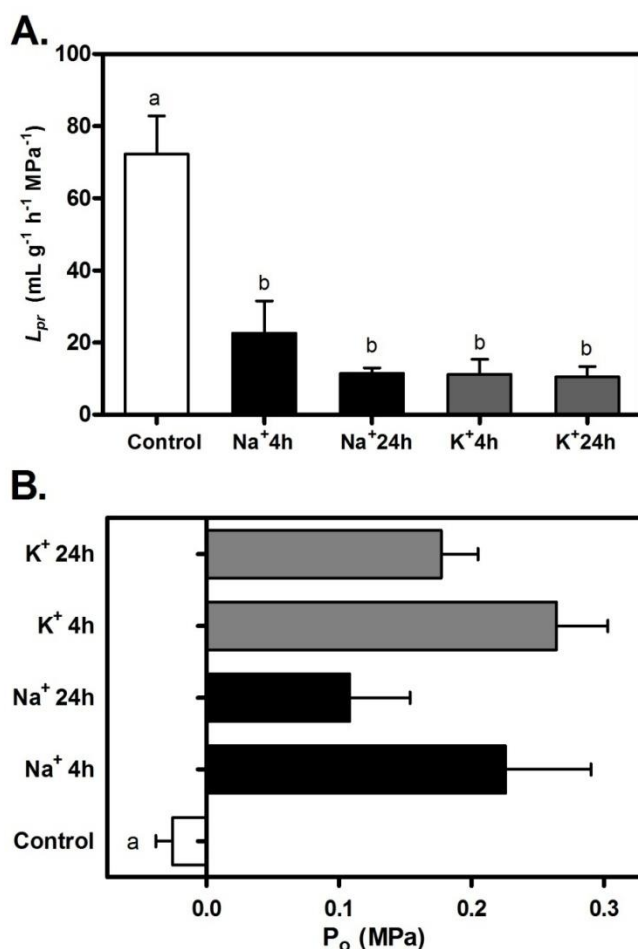 A.
100
80
60
40
20
0
L_pr (mL g⁻¹ h⁻¹ MPa⁻¹)
a
b
b
b
b
Control Na⁺4h Na⁺24h K⁺4h K⁺24h
B.
K⁺ 24h
K⁺ 4h
Na⁺ 24h
Na⁺ 4h
Control a
0.0 0.1 0.2 0.3
P_o (MPa)